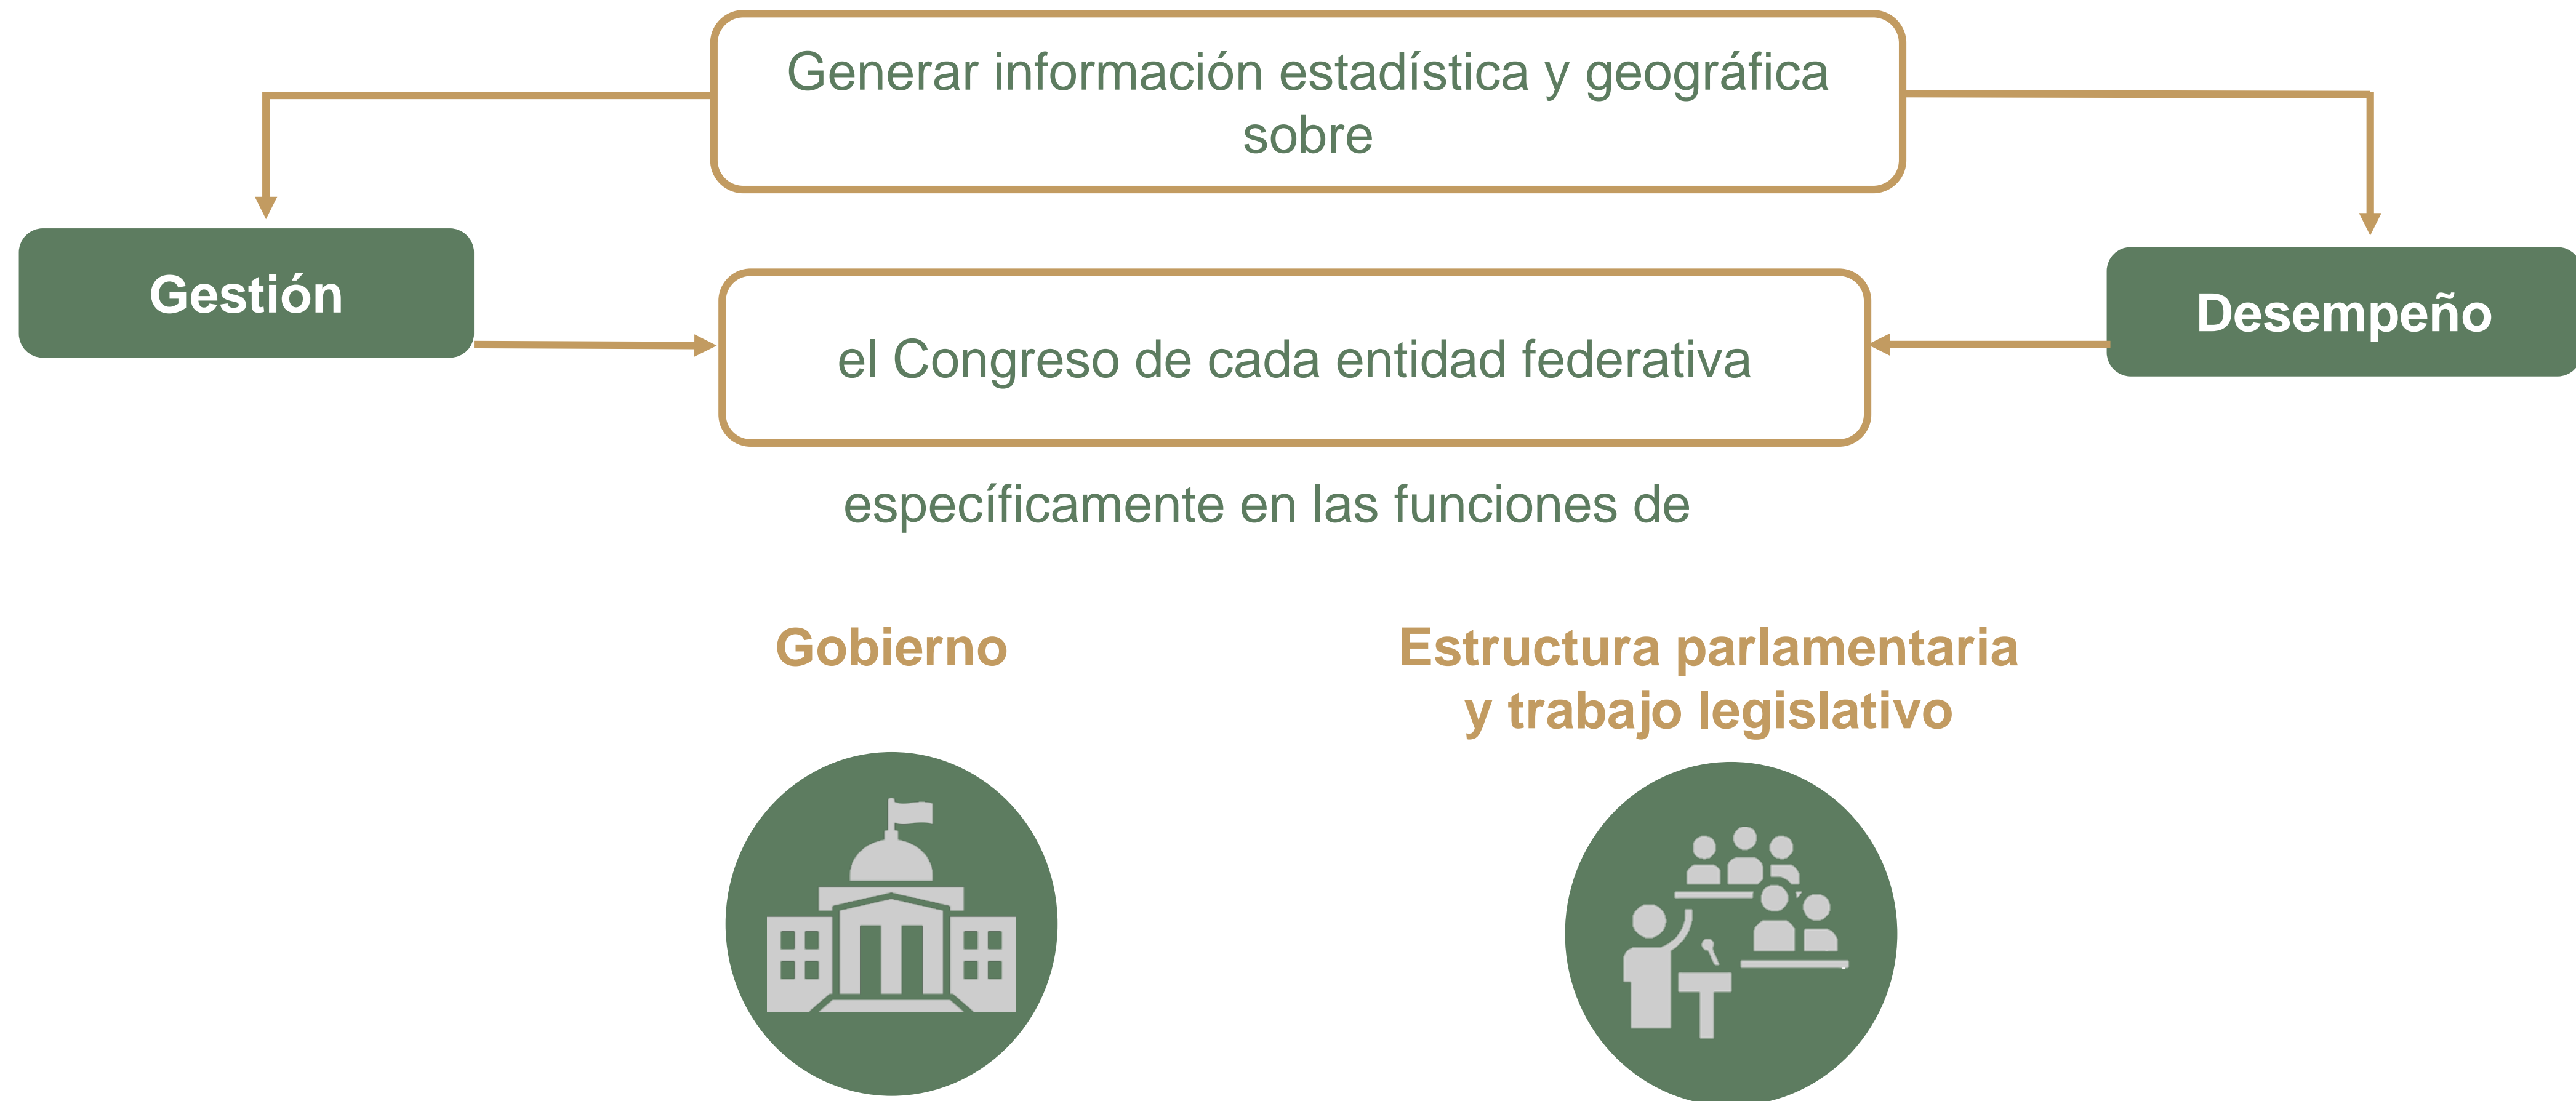 Generar información estadística y geográfica
sobre
Gestión
Desempeño
el Congreso de cada entidad federativa
específicamente en las funciones de
Gobierno
Estructura parlamentaria
y trabajo legislativo